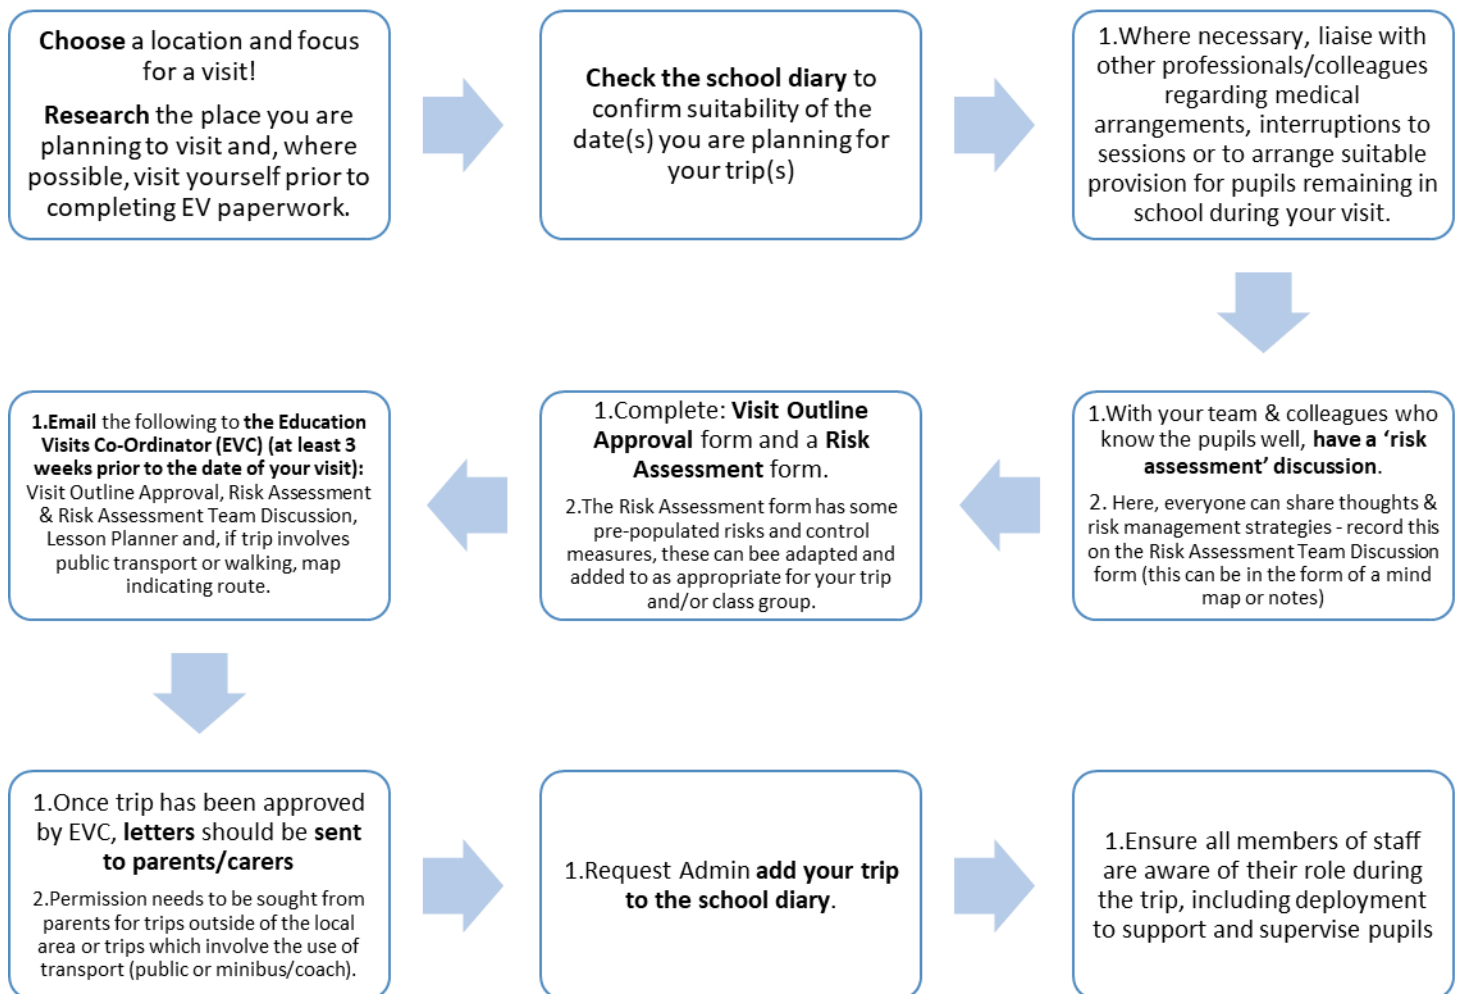 Choose a location and focus
for a visit!
Research the place you are
planning to visit and, where
possible, visit yourself prior to
completing EV paperwork.
Check the school diary to
confirm suitability of the
date(s) you are planning for
your trip(s)
1.Where necessary, liaise with
other professionals/colleagues
regarding medical
arrangements, interruptions to
sessions or to arrange suitable
provision for pupils remaining in
school during your visit.
1.With your team & colleagues who
know the pupils well, have a ‘risk
assessment’ discussion.
2. Here, everyone can share thoughts &
risk management strategies - record this
on the Risk Assessment Team Discussion
form (this can be in the form of a mind
map or notes)
1.Complete: Visit Outline
Approval form and a Risk
Assessment form.
2.The Risk Assessment form has some
pre-populated risks and control
measures, these can bee adapted and
added to as appropriate for your trip
and/or class group.
1.Email the following to the Education
Visits Co-Ordinator (EVC) (at least 3
weeks prior to the date of your visit):
Visit Outline Approval, Risk Assessment
& Risk Assessment Team Discussion,
Lesson Planner and, if trip involves
public transport or walking, map
indicating route.
1.Once trip has been approved
by EVC, letters should be sent
to parents/carers
2.Permission needs to be sought from
parents for trips outside of the local
area or trips which involve the use of
transport (public or minibus/coach).
1.Request Admin add your trip
to the school diary.
1.Ensure all members of staff
are aware of their role during
the trip, including deployment
to support and supervise pupils